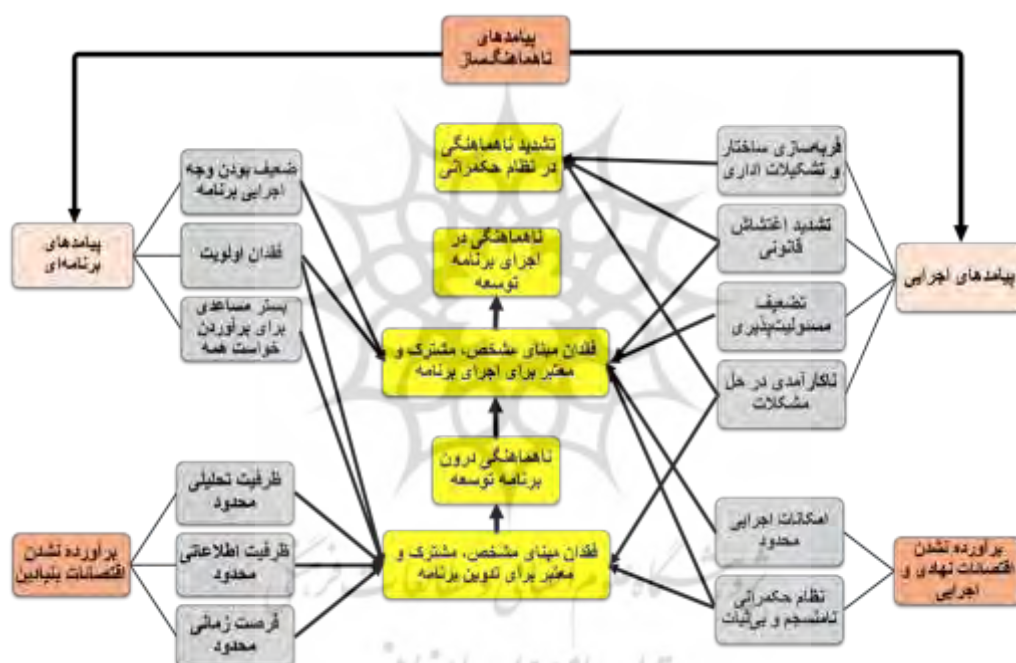 پیامدهای
ناهماهنگ‌ساز
تشدید ناهماهنگی
در نظام حکمرانی
فربه‌سازی ساختار
و تشکیلات اداری
ضعیف بودن وجه
اجرایی برنامه
تشدید اغتشاش
قانونی
ناهماهنگی در
اجرای برنامه
توسعه
فقدان اولویت
پیامدهای
برنامه‌ای
پیامدهای اجرایی
تضعیف
مسئولیت‌پذیری
بستر مساعدی
برای برآوردن
خواست همه
فقدان مبنای مشخص، مشترک و
معتبر برای اجرای برنامه
ناکارآمدی در حل
مشکلات
ناهماهنگی درون
برنامه توسعه
ظرفیت تحلیلی
محدود
امکانات اجرایی
محدود
برآورده نشدن
اقتضائات نهادی و
اجرایی
فقدان مبنای مشخص، مشترک و
معتبر برای تدوین برنامه
ظرفیت اطلاعاتی
محدود
برآورده نشدن
اقتضائات بنیادین
نظام حکمرانی
نامنسجم و بی‌ثبات
فرصت زمانی
محدود